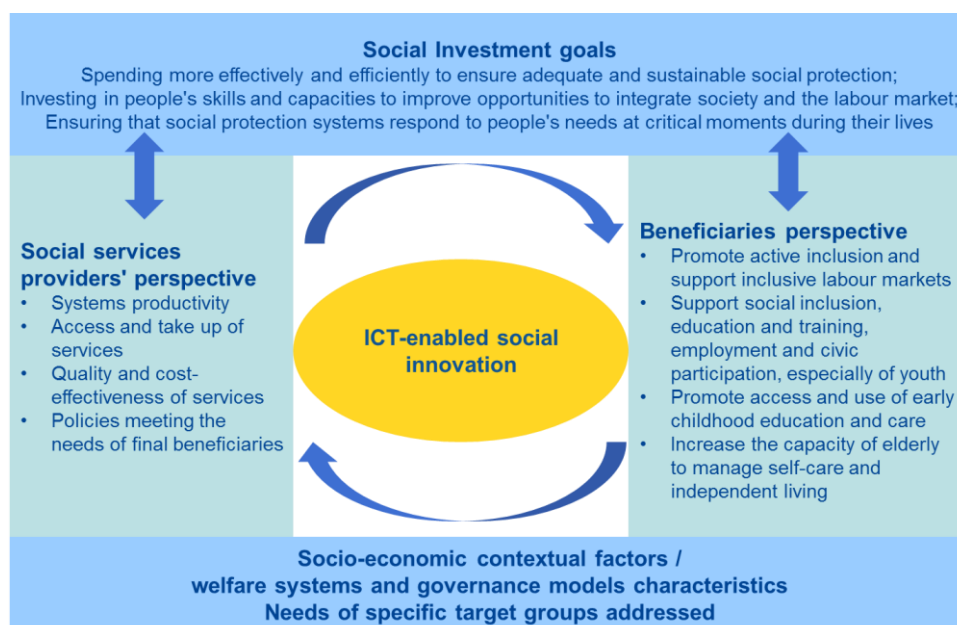 Social Investment goals
Spending more effectively and efficiently to ensure adequate and sustainable social protection;
Investing in people's skills and capacities to improve opportunities to integrate society and the labour market;
Ensuring that social protection systems respond to people's needs at critical moments during their lives
Social services
providers' perspective
• Systems productivity
• Access and take up of
services
• Quality and cost-
effectiveness of services
• Policies meeting the
needs of final beneficiaries
ICT-enabled social
innovation
Beneficiaries perspective
• Promote active inclusion and
support inclusive labour markets
• Support social inclusion,
education and training,
employment and civic
participation, especially of youth
• Promote access and use of early
childhood education and care
• Increase the capacity of elderly
to manage self-care and
independent living
Socio-economic contextual factors /
welfare systems and governance models characteristics
Needs of specific target groups addressed